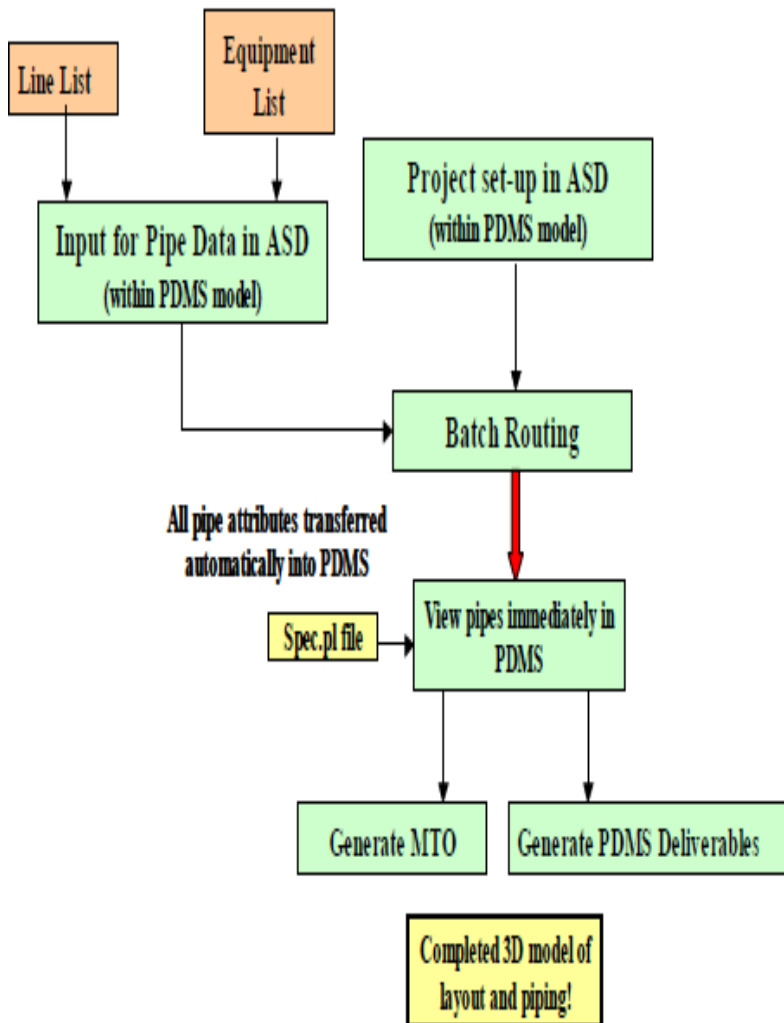 Line List
Equipment
List
Project set-up in ASD
(within PDMS model)
Input for Pipe Data in ASD
(within PDMS model)
Batch Routing
All pipe attributes transferred
automatically into PDMS
View pipes immediately in
PDMS
Spec.pl file
Generate MTO
Generate PDMS Deliverables
Completed 3D model of
layout and piping!